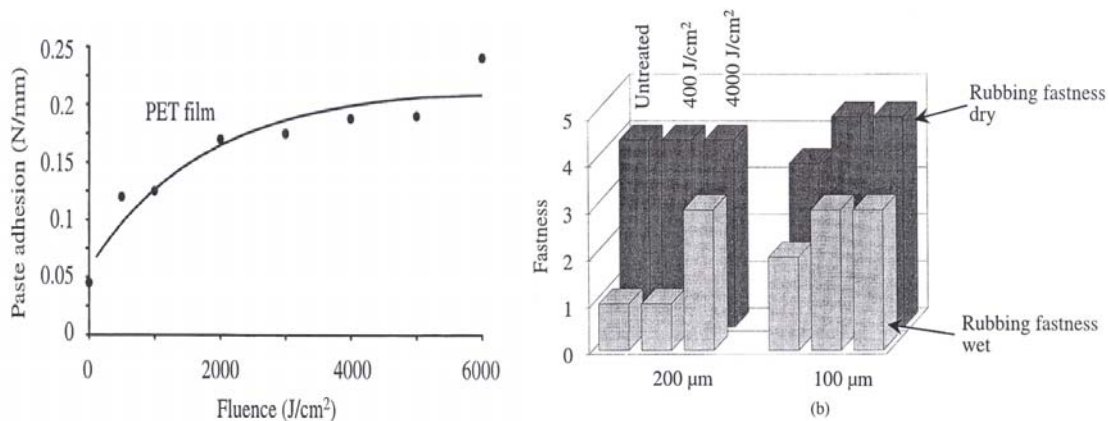 0.25
0.2
0.15
0.1
0.05
0
Paste adhesion (N/mm)
PET film
0
2000
4000
6000
Fluence (J/cm²)
Untreated
400 J/cm²
4000 J/cm²
Rubbing fastness
dry
5
4
3
2
1
0
Fastness
Rubbing fastness
wet
200 µm
100 µm
(b)